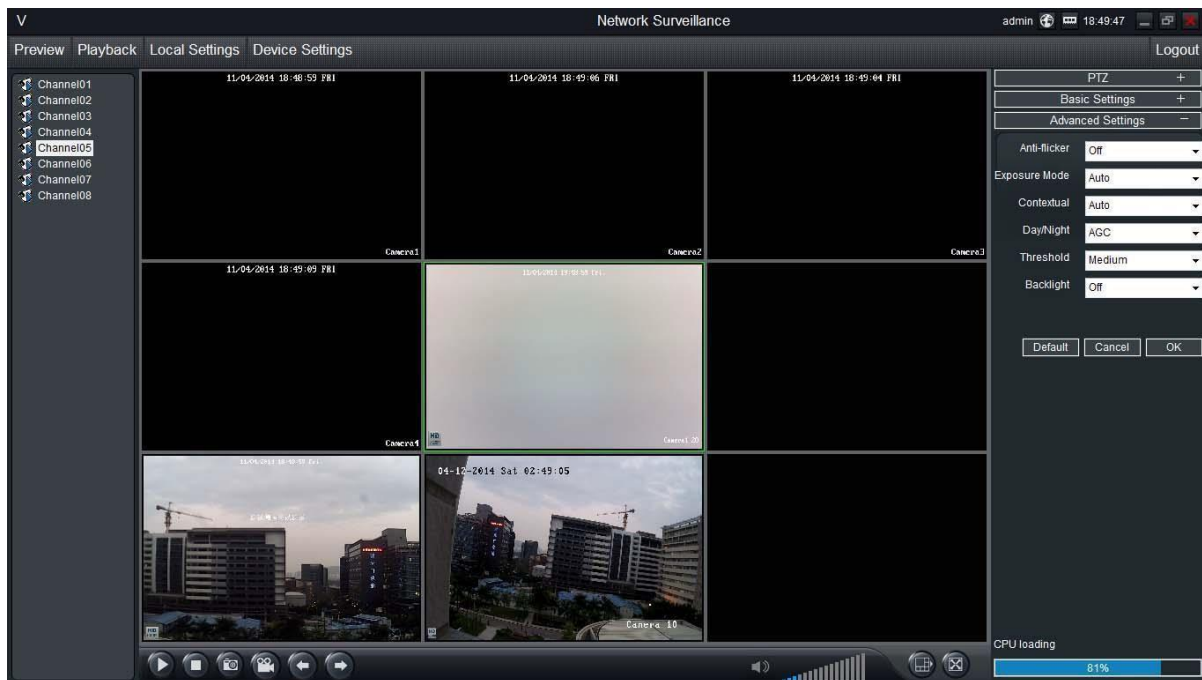 V
Network Surveillance
admin
18:49:47
Preview Playback Local Settings Device Settings
Logout
Channel01
Channel02
Channel03
Channel04
Channel05
Channel06
Channel07
Channel08
11/04/2014 18:48:59 FRI
Camera1
11/04/2014 18:49:06 FRI
Camera2
11/04/2014 18:49:04 FRI
Camera3
11/04/2014 18:49:09 FRI
Camera4
HD
04-12-2014 Sat 02:49:05
Camera 10
PTZ +
Basic Settings +
Advanced Settings −
Anti-flicker Off
Exposure Mode Auto
Contextual Auto
Day/Night AGC
Threshold Medium
Backlight Off
Default Cancel OK
CPU loading
81%